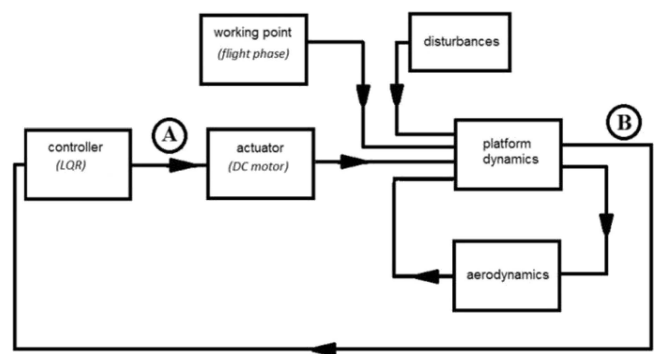 working point
(flight phase)
disturbances
A
B
controller
(LQR)
actuator
(DC motor)
platform
dynamics
aerodynamics